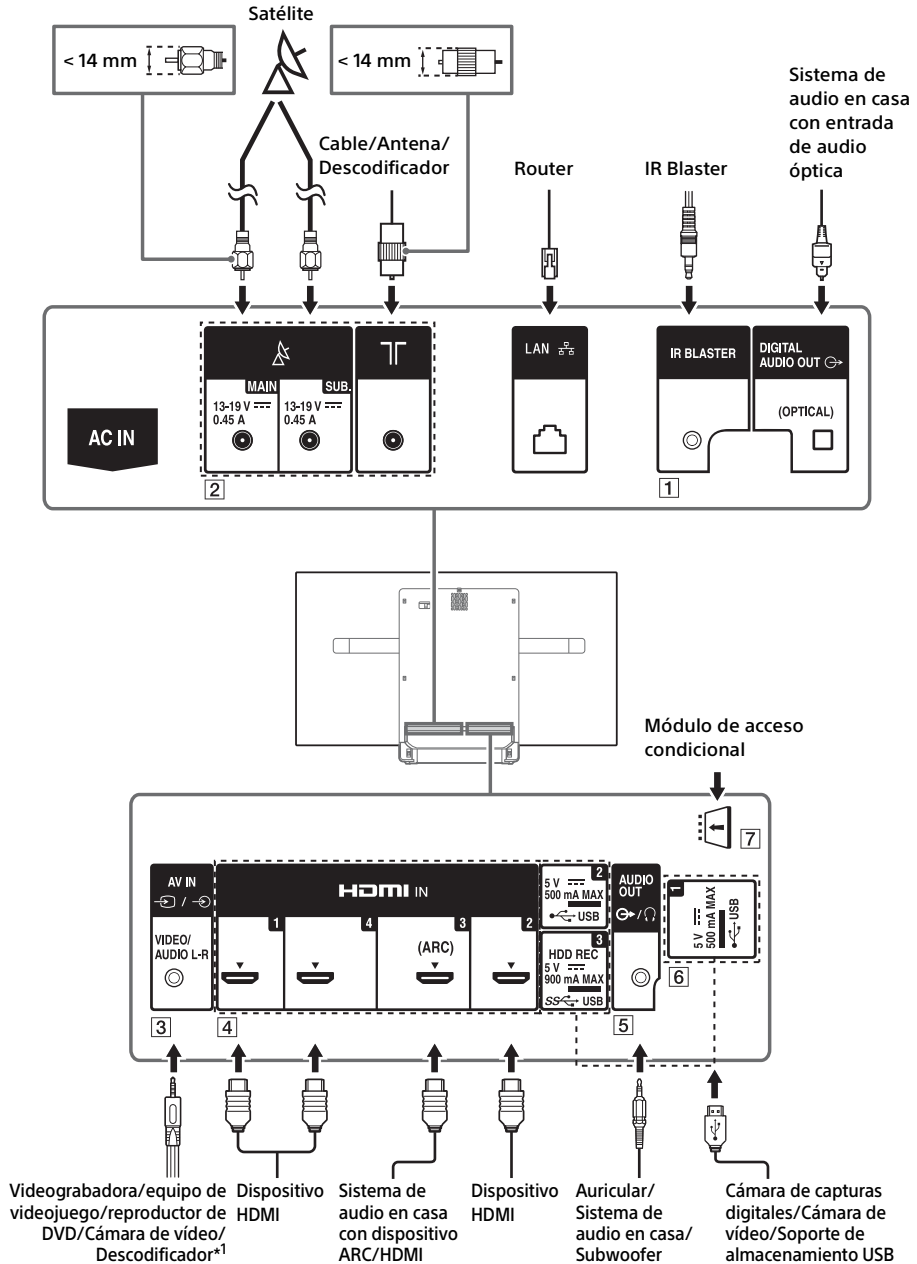 Satélite
< 14 mm
< 14 mm
Sistema de
audio en casa
con entrada
de audio
óptica
Cable/Antena/
Descodificador
Router
IR Blaster
AC IN
MAIN
13-19 V
0.45 A
SUB.
13-19 V
0.45 A
2
LAN
IR BLASTER
DIGITAL
AUDIO OUT
(OPTICAL)
1
Módulo de acceso
condicional
7
AV IN
VIDEO/
AUDIO L-R
3
HDMI IN
1
4
3
(ARC)
2
4
2
5 V
500 mA MAX
USB
3
HDD REC
5 V
900 mA MAX
SS USB
AUDIO
OUT
5
1
5 V
500 mA MAX
USB
6
Videograbadora/equipo de
videojuego/reproductor de
DVD/Cámara de vídeo/
Descodificador*1
Dispositivo
HDMI
Sistema de
audio en casa
con dispositivo
ARC/HDMI
Dispositivo
HDMI
Auricular/
Sistema de
audio en casa/
Subwoofer
Cámara de capturas
digitales/Cámara de
vídeo/Soporte de
almacenamiento USB